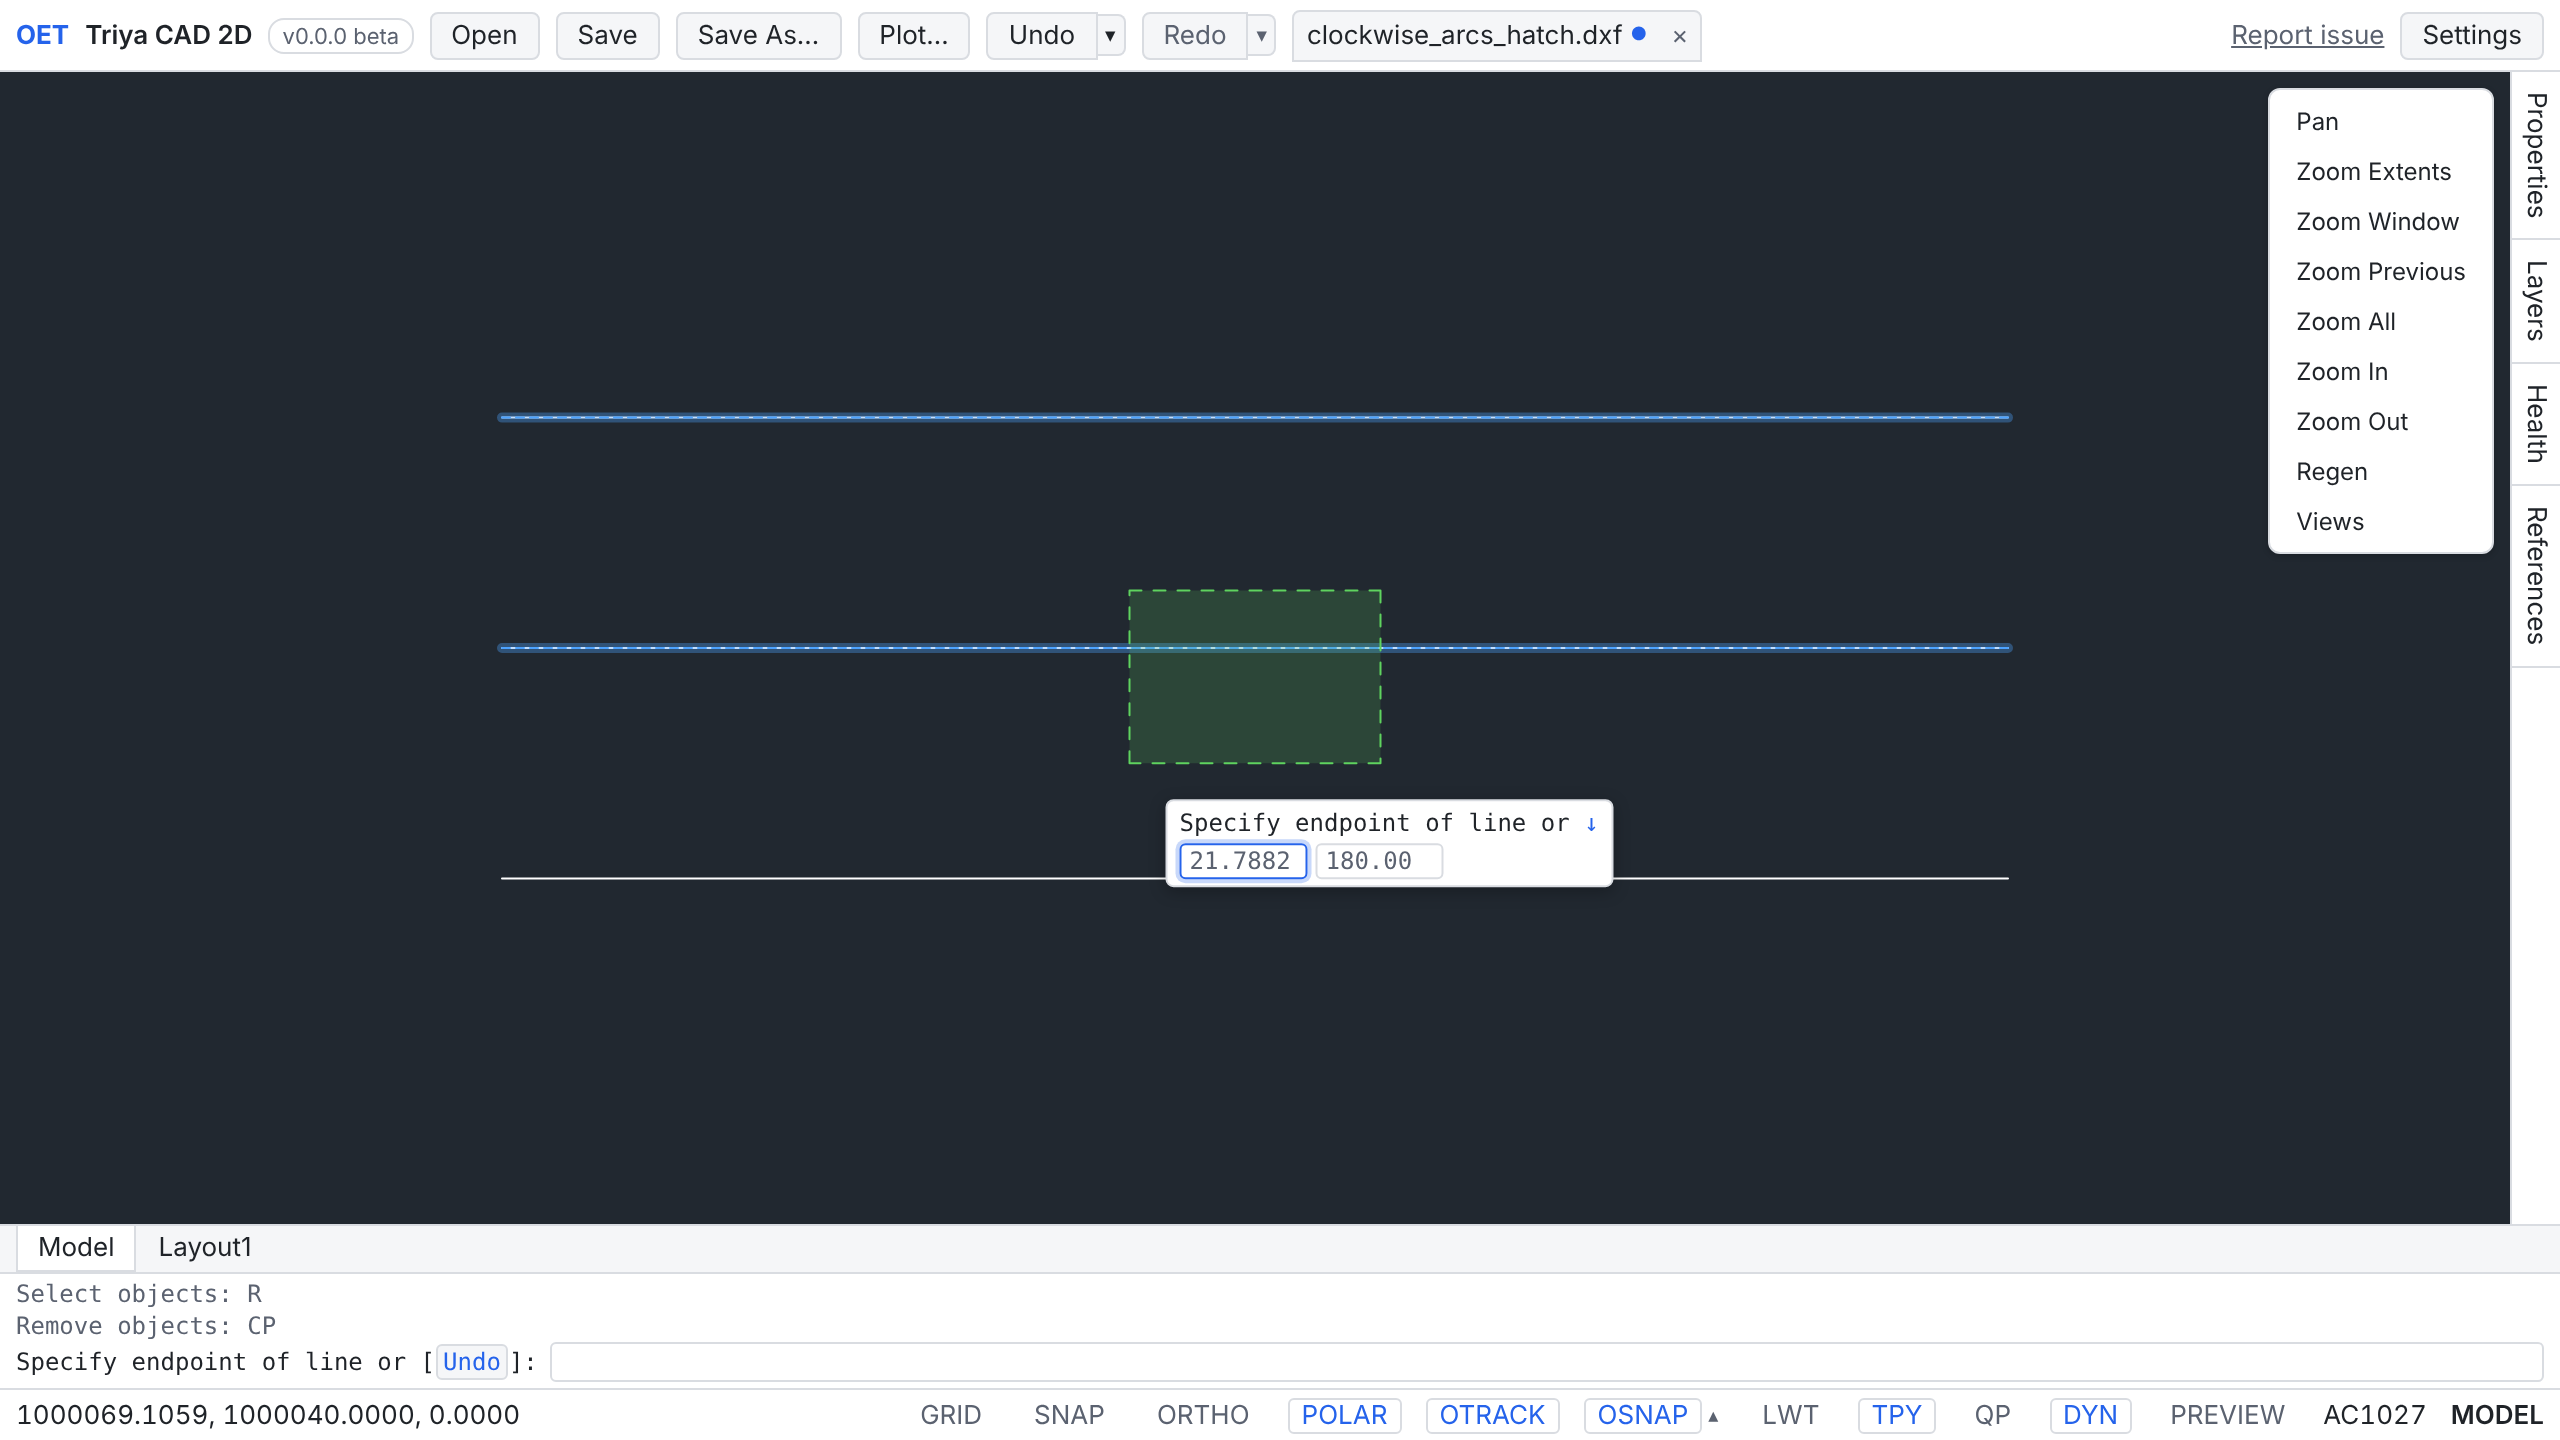 OET Triya CAD 2D v0.0.0 beta Open Save Save As... Plot... Undo ▾ Redo ▾ clockwise_arcs_hatch.dxf × Report issue Settings
Pan
Zoom Extents
Zoom Window
Zoom Previous
Zoom All
Zoom In
Zoom Out
Regen
Views
Properties
Layers
Health
References
Specify endpoint of line or ↓
21.7882 180.00
Model Layout1
Select objects: R
Remove objects: CP
Specify endpoint of line or [Undo]:
1000069.1059, 1000040.0000, 0.0000 GRID SNAP ORTHO POLAR OTRACK OSNAP ▴ LWT TPY QP DYN PREVIEW AC1027 MODEL